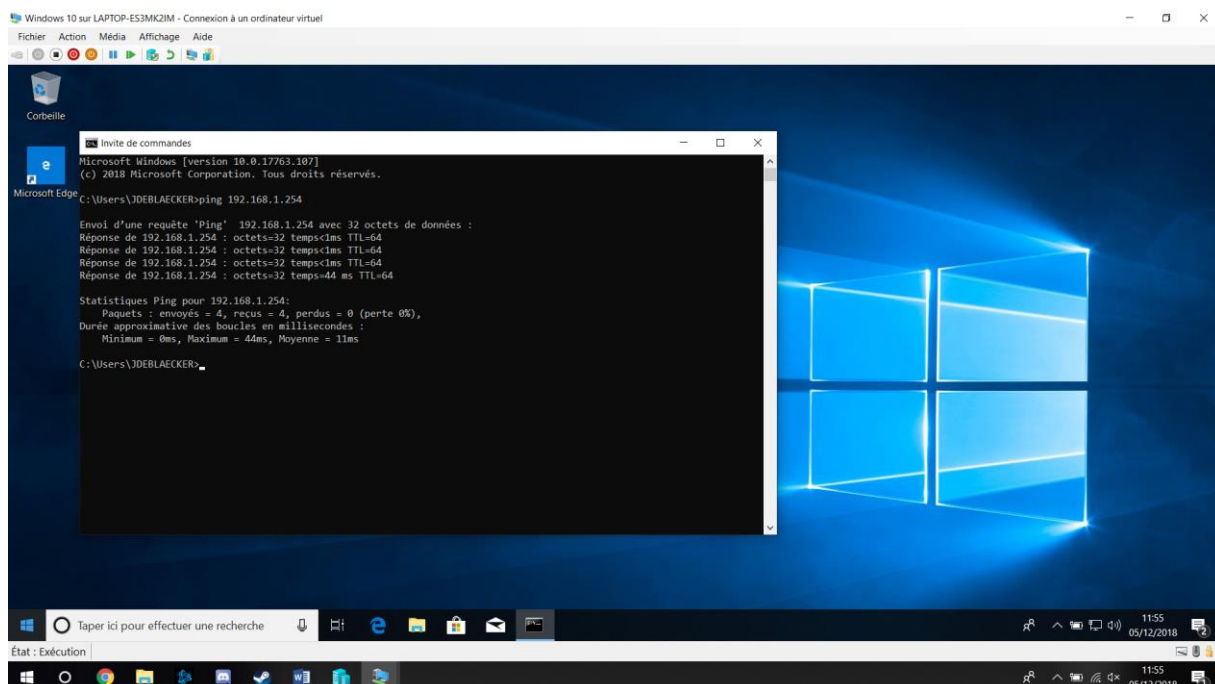 Windows 10 sur LAPTOP-ES3MK2IM - Connexion à un ordinateur virtuel
Fichier Action Média Affichage Aide
Corbeille
Microsoft Edge
Invite de commandes
Microsoft Windows [version 10.0.17763.107]
(c) 2018 Microsoft Corporation. Tous droits réservés.
C:\Users\JDEBLAECKER>ping 192.168.1.254
Envoi d’une requête 'Ping'  192.168.1.254 avec 32 octets de données :
Réponse de 192.168.1.254 : octets=32 temps<1ms TTL=64
Réponse de 192.168.1.254 : octets=32 temps<1ms TTL=64
Réponse de 192.168.1.254 : octets=32 temps<1ms TTL=64
Réponse de 192.168.1.254 : octets=32 temps=44 ms TTL=64
Statistiques Ping pour 192.168.1.254:
Paquets : envoyés = 4, reçus = 4, perdus = 0 (perte 0%),
Durée approximative des boucles en millisecondes :
Minimum = 0ms, Maximum = 44ms, Moyenne = 11ms
C:\Users\JDEBLAECKER>
Taper ici pour effectuer une recherche
11:55
05/12/2018
État : Exécution
11:55
05/12/2018